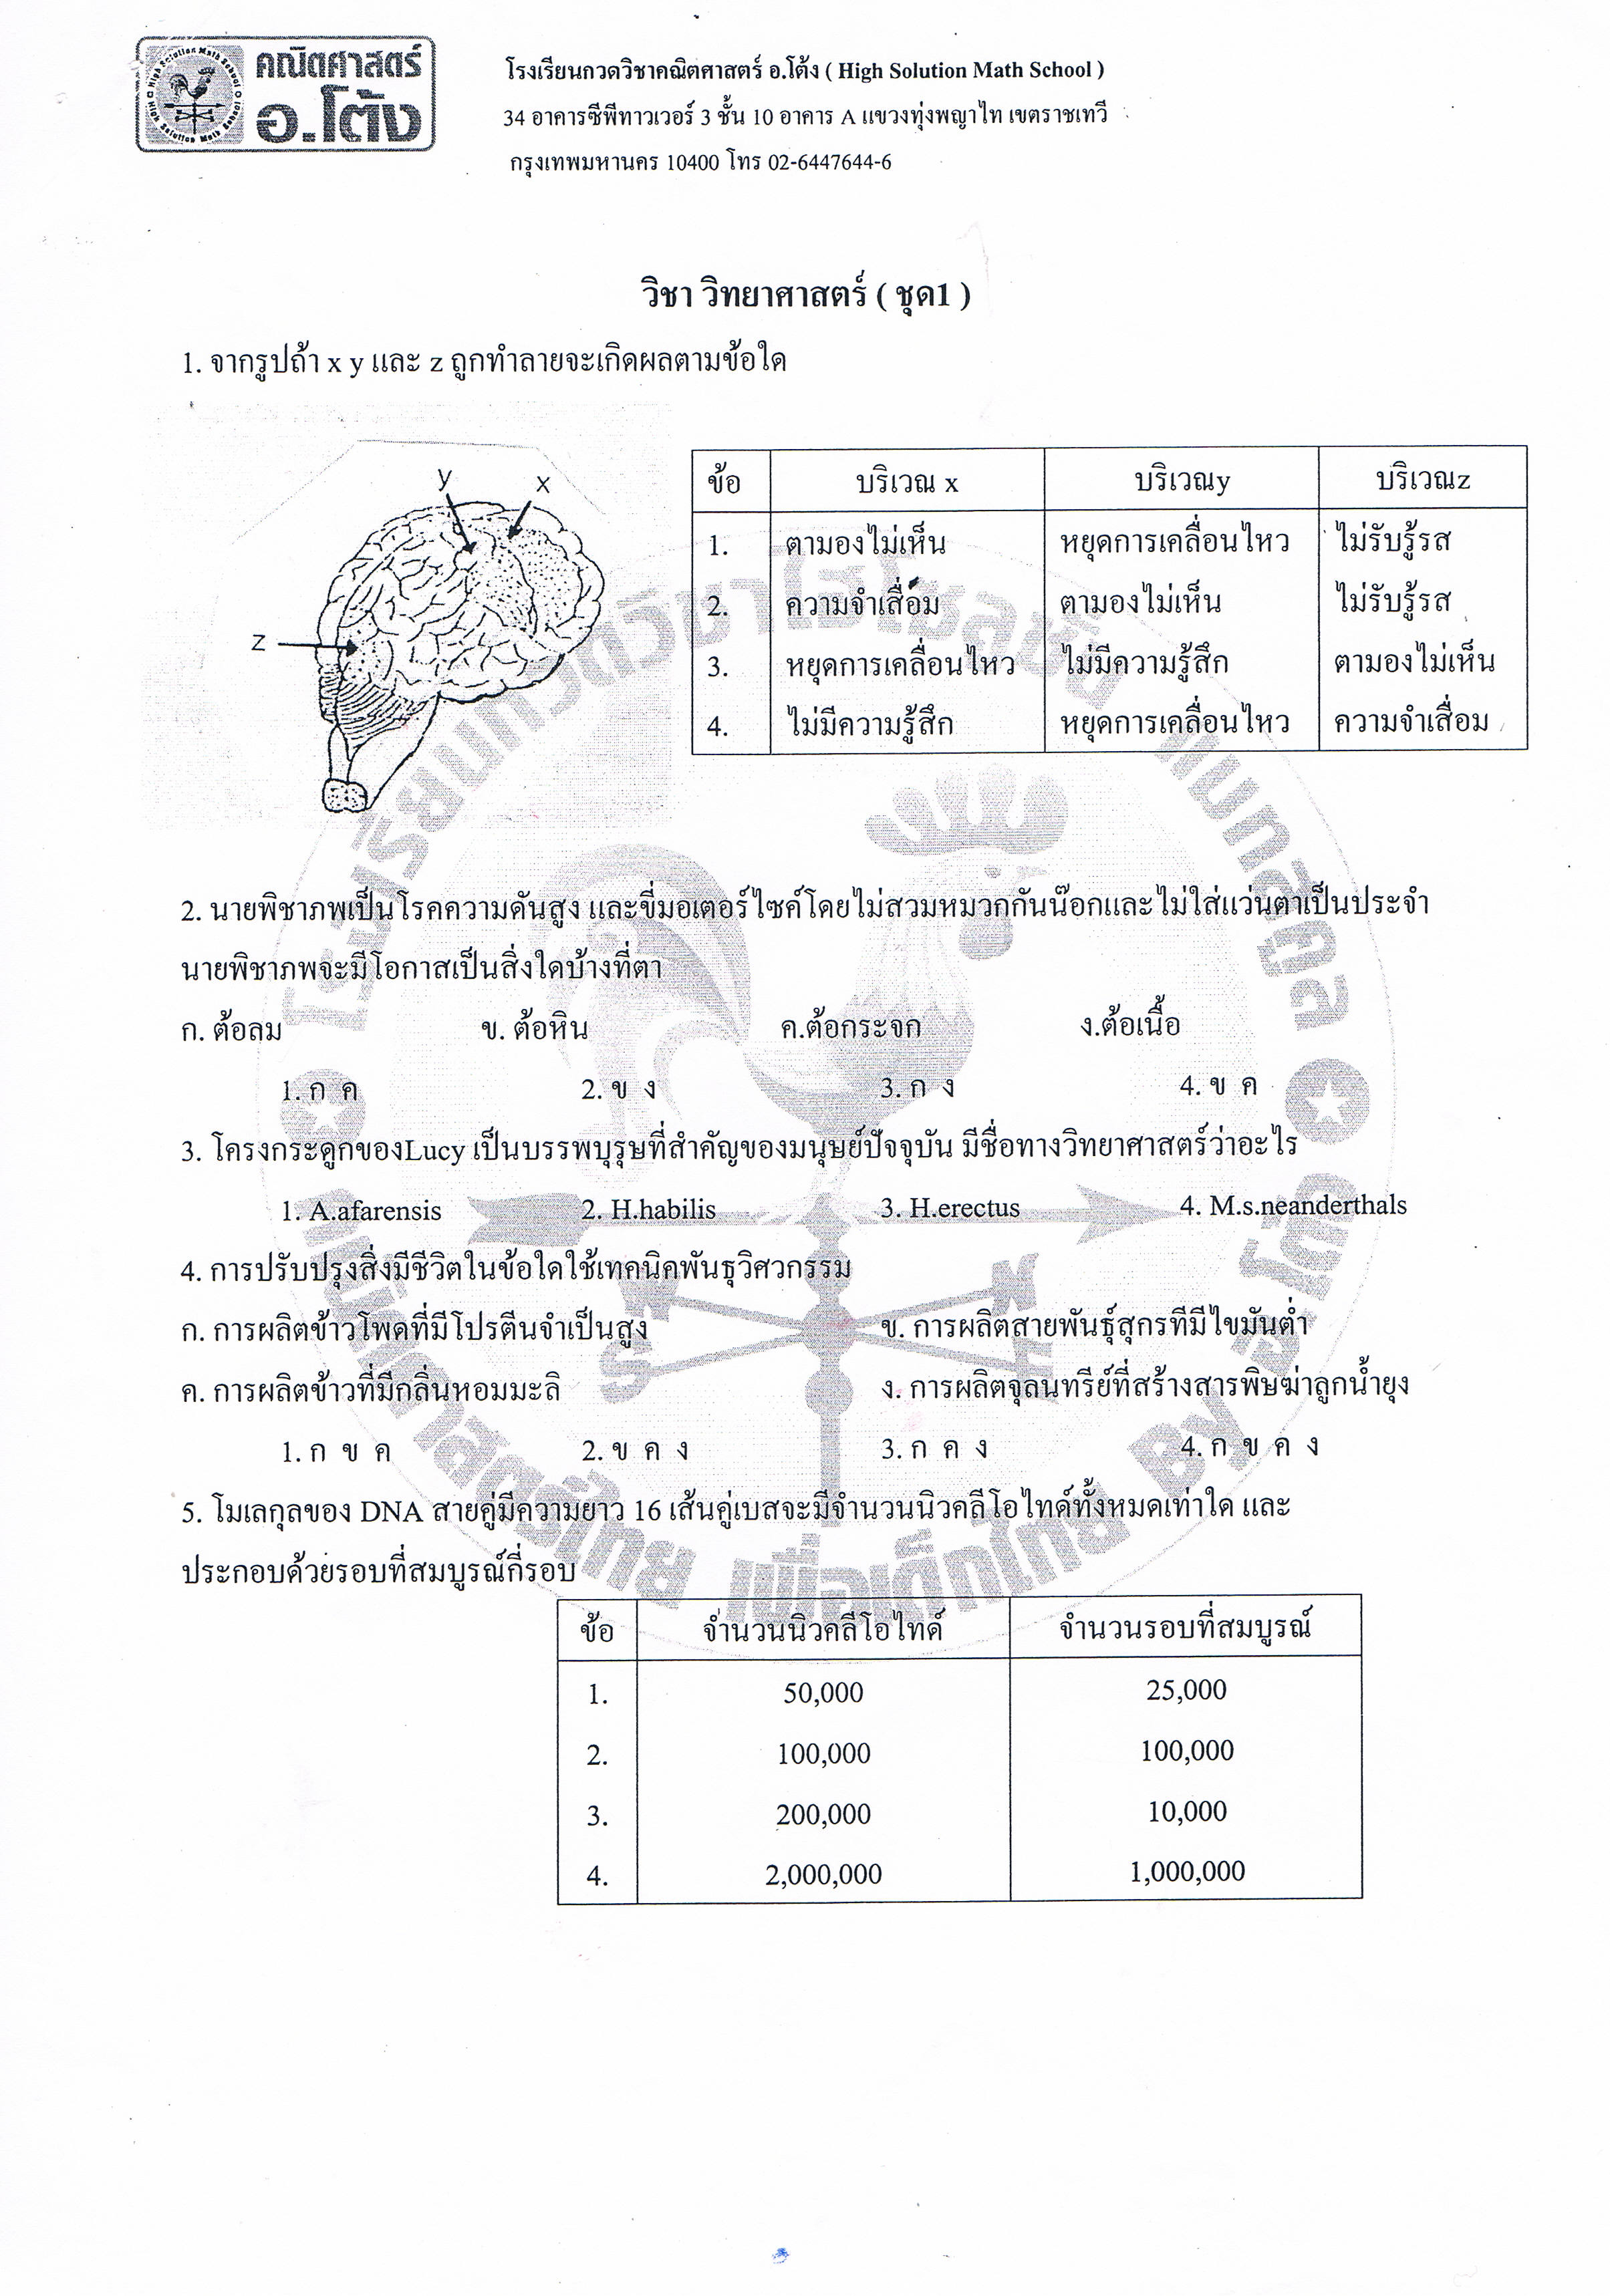 คณิตศาสตร์
อ.โต้ง
High Solution Math School
โรงเรียนกวดวิชาคณิตศาสตร์ อ.โต้ง ( High Solution Math School )
34 อาคารซีพีทาวเวอร์ 3 ชั้น 10 อาคาร A แขวงทุ่งพญาไท เขตราชเทวี
กรุงเทพมหานคร 10400 โทร 02-6447644-6
วิชา วิทยาศาสตร์ ( ชุด1 )
1. จากรูปถ้า x y และ z ถูกทำลายจะเกิดผลตามข้อใด
y
x
z
ข้อ บริเวณ x บริเวณy บริเวณz
1. ตามองไม่เห็น หยุดการเคลื่อนไหว ไม่รับรู้รส
2. ความจำเสื่อม ตามองไม่เห็น ไม่รับรู้รส
3. หยุดการเคลื่อนไหว ไม่มีความรู้สึก ตามองไม่เห็น
4. ไม่มีความรู้สึก หยุดการเคลื่อนไหว ความจำเสื่อม
2. นายพิชาภพเป็นโรคความดันสูง และขี่มอเตอร์ไซค์โดยไม่สวมหมวกกันน๊อกและไม่ใส่แว่นตาเป็นประจำ
นายพิชาภพจะมีโอกาสเป็นสิ่งใดบ้างที่ตา
ก. ต้อลม ข. ต้อหิน ค.ต้อกระจก ง.ต้อเนื้อ
1. ก ค 2. ข ง 3. ก ง 4. ข ค
3. โครงกระดูกของLucy เป็นบรรพบุรุษที่สำคัญของมนุษย์ปัจจุบัน มีชื่อทางวิทยาศาสตร์ว่าอะไร
1. A.afarensis 2. H.habilis 3. H.erectus 4. M.s.neanderthals
4. การปรับปรุงสิ่งมีชีวิตในข้อใดใช้เทคนิคพันธุวิศวกรรม
ก. การผลิตข้าวโพดที่มีโปรตีนจำเป็นสูง ข. การผลิตสายพันธุ์สุกรทีมีไขมันต่ำ
ค. การผลิตข้าวที่มีกลิ่นหอมมะลิ ง. การผลิตจุลนทรีย์ที่สร้างสารพิษฆ่าลูกน้ำยุง
1. ก ข ค 2. ข ค ง 3. ก ค ง 4. ก ข ค ง
5. โมเลกุลของ DNA สายคู่มีความยาว 16 เส้นคู่เบสจะมีจำนวนนิวคลีโอไทด์ทั้งหมดเท่าใด และ
ประกอบด้วยรอบที่สมบูรณ์กี่รอบ
ข้อ จำนวนนิวคลีโอไทด์ จำนวนรอบที่สมบูรณ์
1. 50,000 25,000
2. 100,000 100,000
3. 200,000 10,000
4. 2,000,000 1,000,000